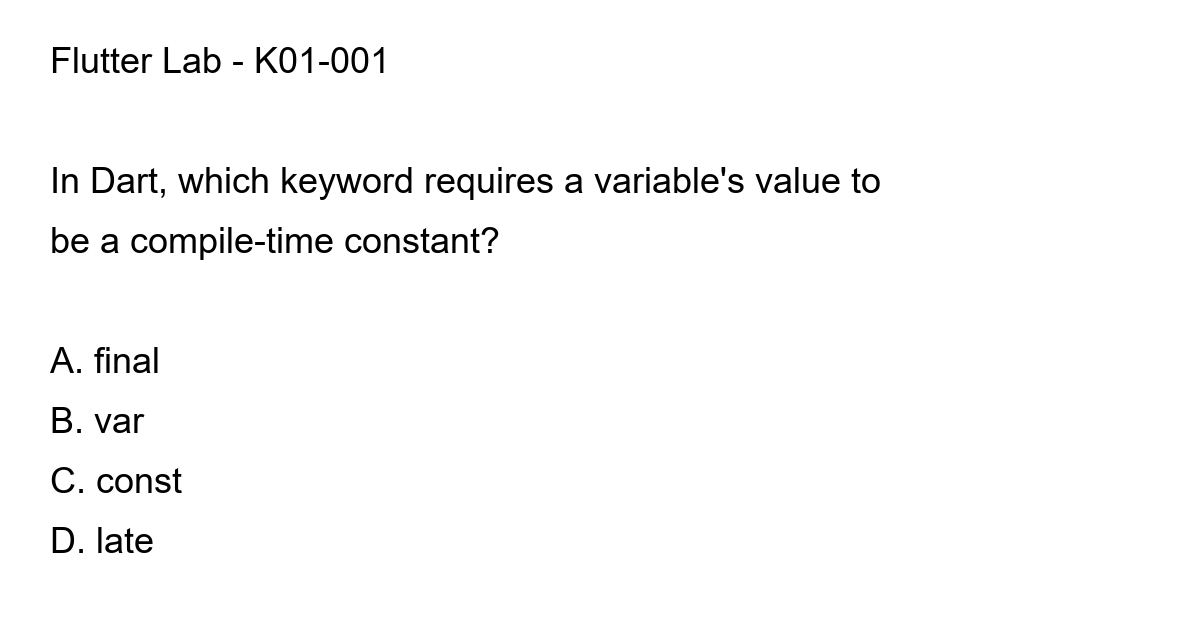 Flutter Lab - K01-001
In Dart, which keyword requires a variable's value to
be a compile-time constant?
A. final
B. var
C. const
D. late